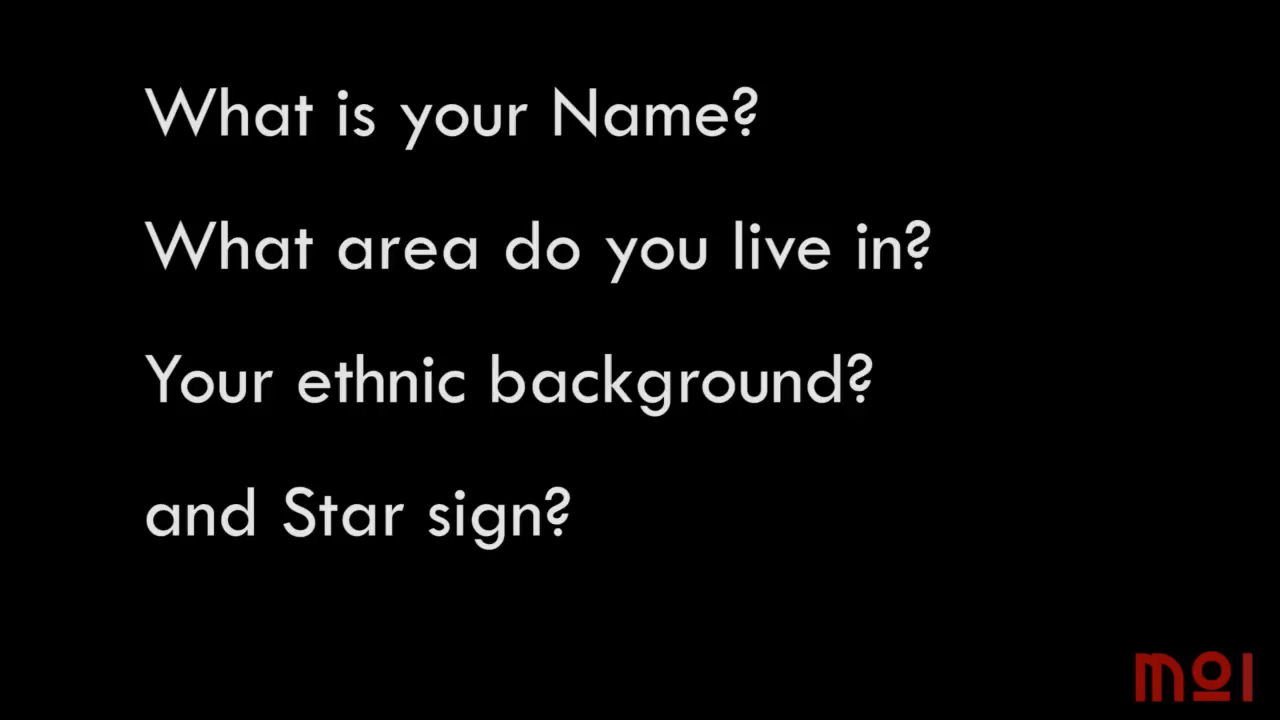 What is your Name?
What area do you live in?
Your ethnic background?
and Star sign?
MOI